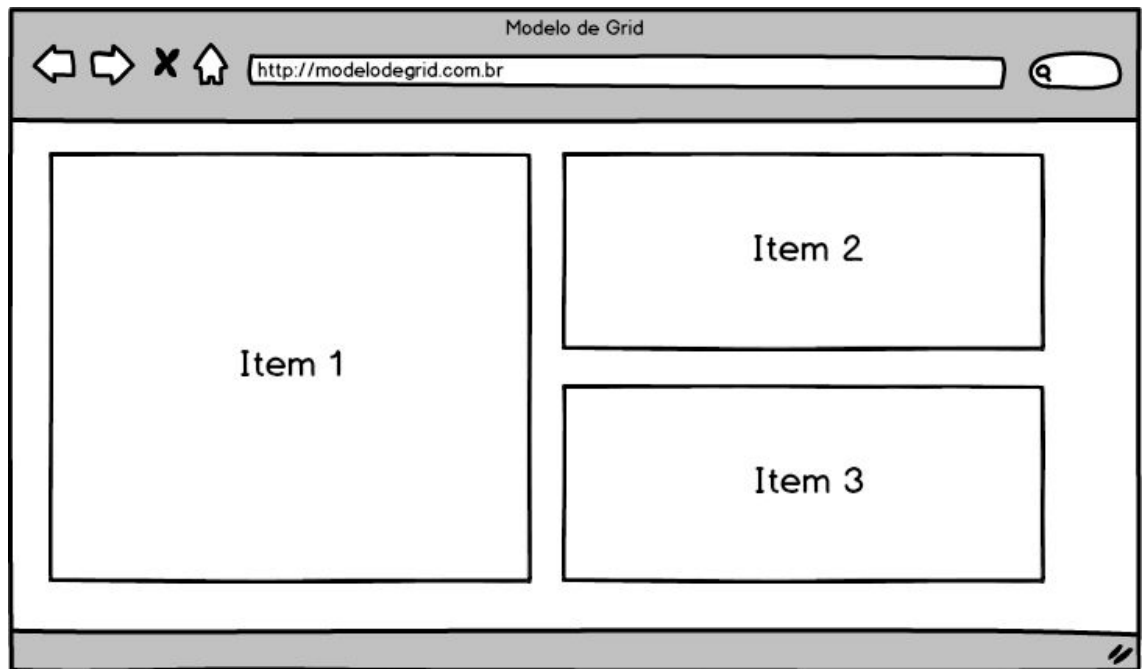 Modelo de Grid
http://modelodegrid.com.br
Item 1
Item 2
Item 3